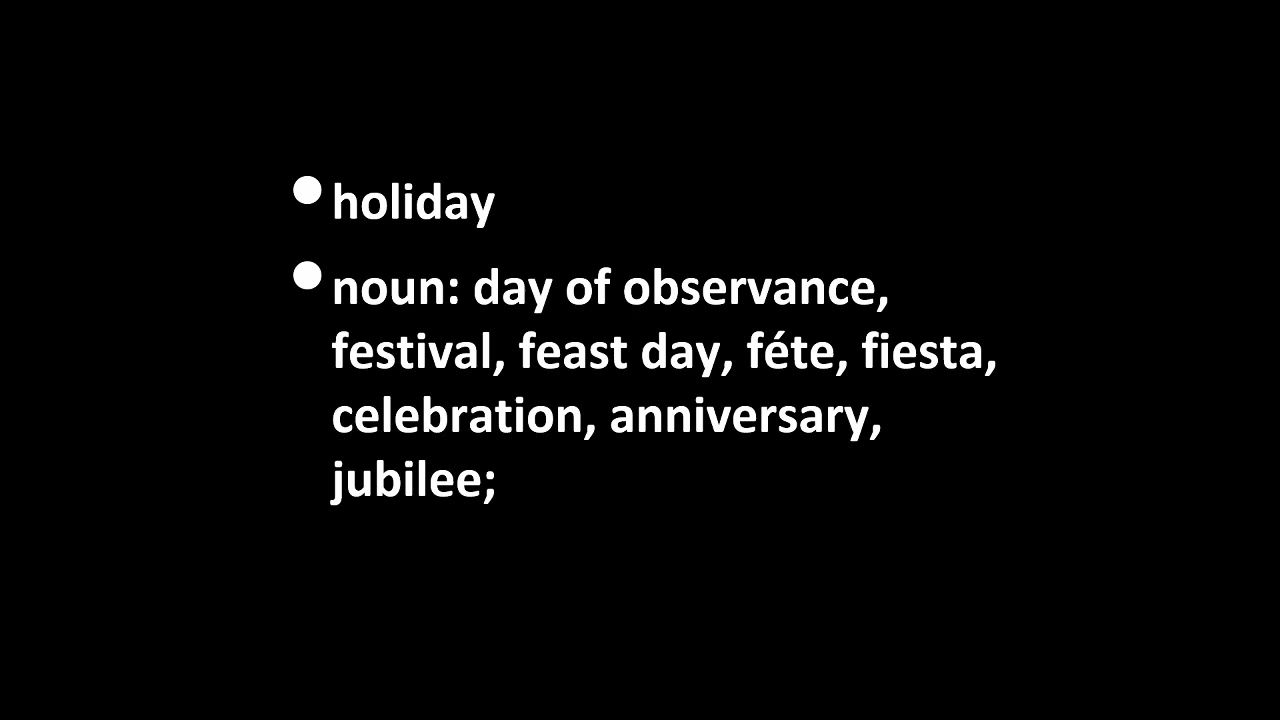 • holiday
• noun: day of observance,
festival, feast day, féte, fiesta,
celebration, anniversary,
jubilee;